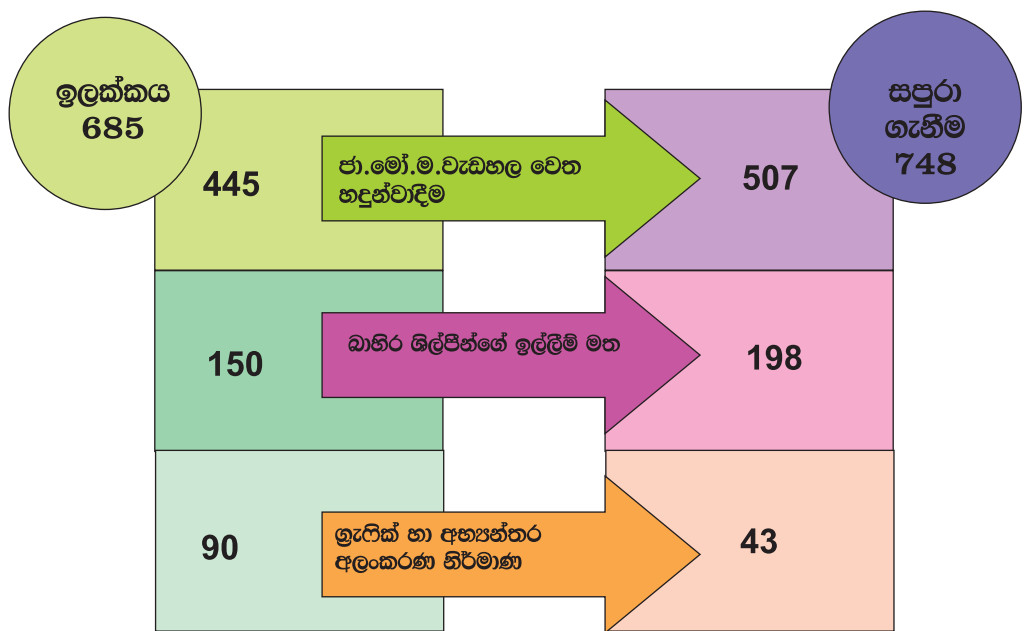 ඉලක්කය
685
සපුරා
ගැනීම
748
445
ජා.මෝ.ම.වැඩහල වෙත
හදුන්වාදීම
507
150
බාහිර ශිල්පීන්ගේ ඉල්ලීම් මත
198
90
ග්‍රැෆික් හා අභ්‍යන්තර
අලංකරණ නිර්මාණ
43